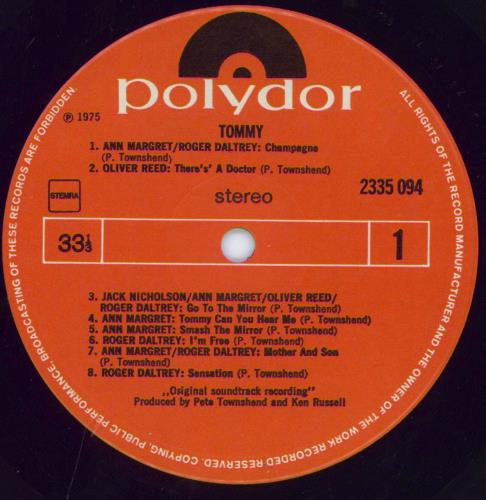 polydor
℗ 1975
TOMMY
1. ANN MARGRET/ROGER DALTREY: Champagne
(P. Townshend)
2. OLIVER REED: There's' A Doctor (P. Townshend)
STEMRA
stereo
2335 094
33 1/3
1
3. JACK NICHOLSON/ANN MARGRET/OLIVER REED/
ROGER DALTREY: Go To The Mirror (P. Townshend)
4. ANN MARGRET: Tommy Can You Hear Me (P. Townshend)
5. ANN MARGRET: Smash The Mirror (P. Townshend)
6. ROGER DALTREY: I'm Free (P. Townshend)
7. ANN MARGRET/ROGER DALTREY: Mother And Son
(P. Townshend)
8. ROGER DALTREY: Sensation (P. Townshend)
,,Original soundtrack recording"
Produced by Pete Townshend and Ken Russell
ALL RIGHTS OF THE RECORD MANUFACTURER AND THE OWNER OF THE WORK RECORDED RESERVED. COPYING, PUBLIC PERFORMANCE, BROADCASTING OF THESE RECORDS ARE FORBIDDEN.